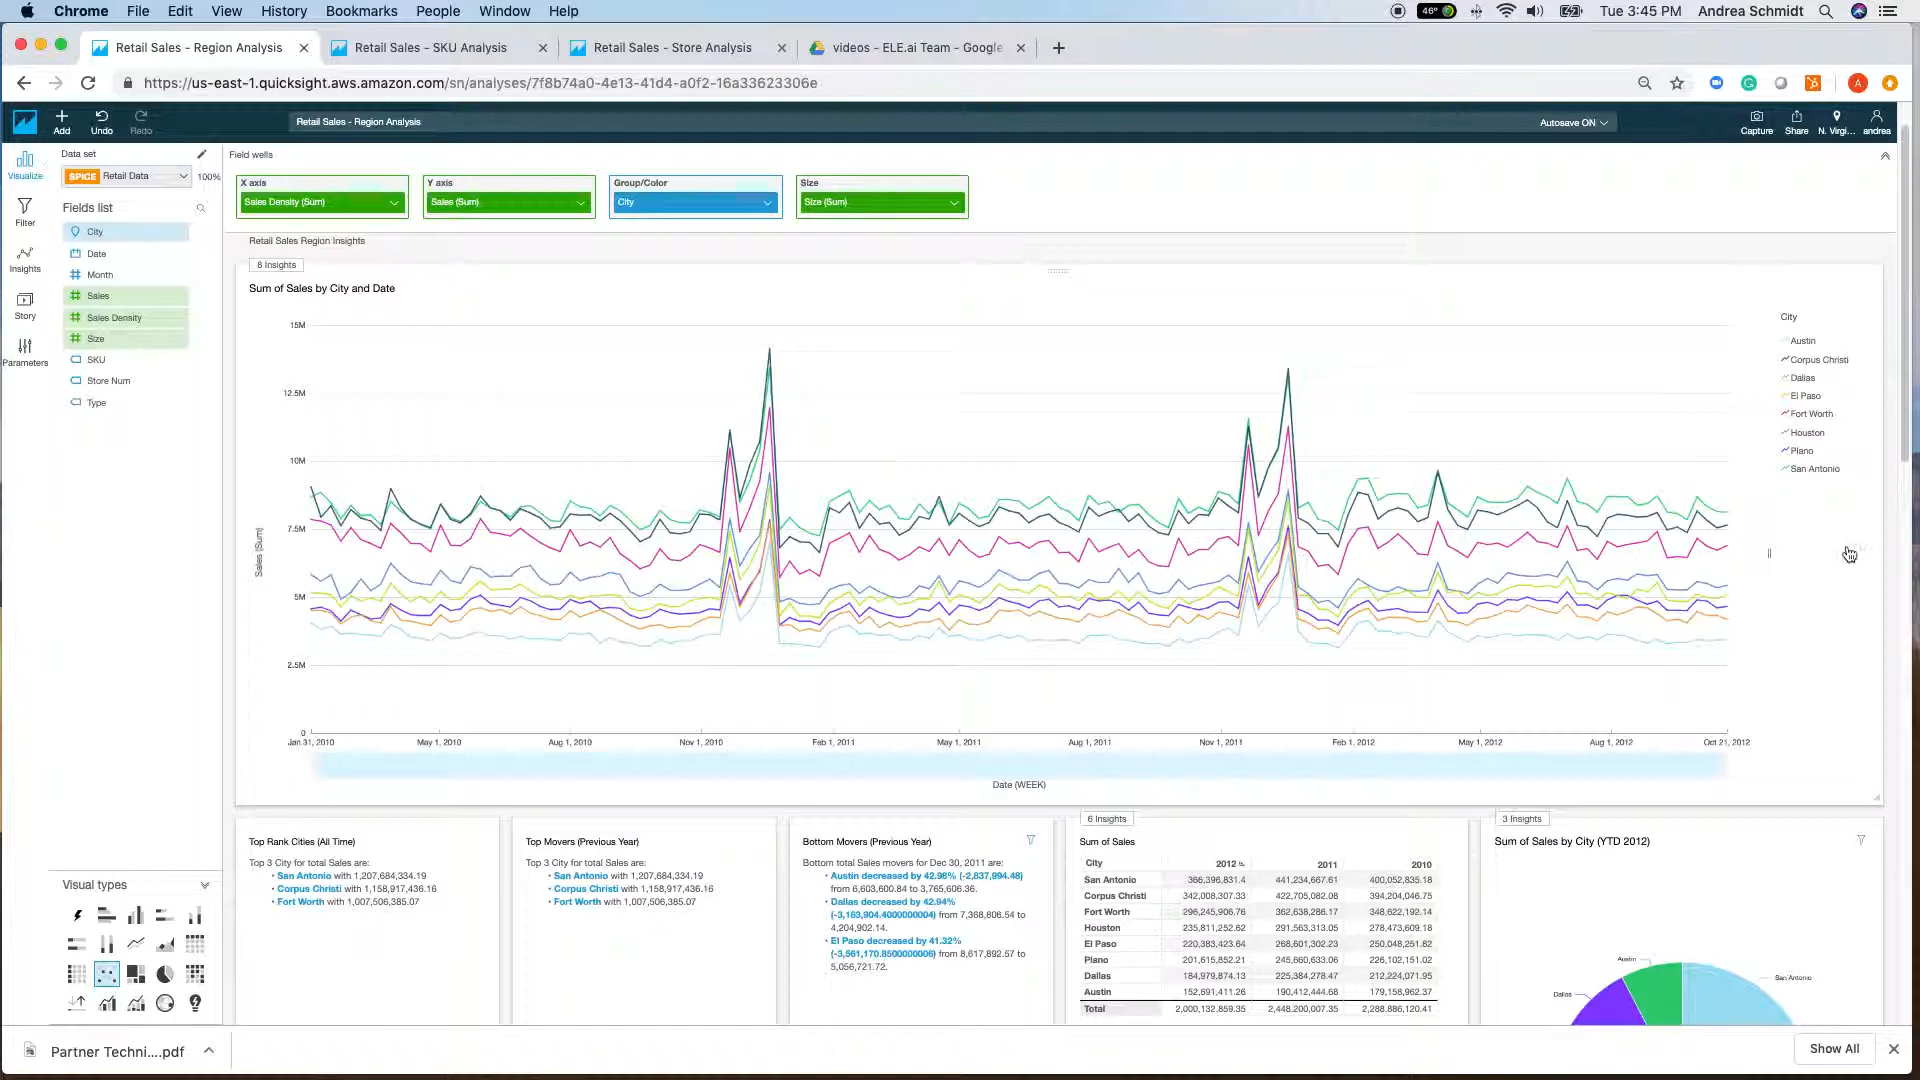 Chrome File Edit View History Bookmarks People Window Help
46° Tue 3:45 PM Andrea Schmidt
Retail Sales - Region Analysis
Retail Sales - SKU Analysis
Retail Sales - Store Analysis
videos - ELE.ai Team - Google
https://us-east-1.quicksight.aws.amazon.com/sn/analyses/7f8b74a0-4e13-41d4-a0f2-16a33623306e
A
Add
Undo
Redo
Retail Sales - Region Analysis
Autosave ON
Capture
Share
N. Virgi...
andrea
Visualize
Filter
Insights
Story
Parameters
Data set
SPICE Retail Data
100%
Fields list
City
Date
Month
Sales
Sales Density
Size
SKU
Store Num
Type
Visual types
Field wells
X axis
Sales Density (Sum)
Y axis
Sales (Sum)
Group/Color
City
Size
Size (Sum)
Retail Sales Region Insights
8 Insights
Sum of Sales by City and Date
15M
12.5M
10M
7.5M
5M
2.5M
0
Sales (Sum)
Jan 31, 2010 May 1, 2010 Aug 1, 2010 Nov 1, 2010 Feb 1, 2011 May 1, 2011 Aug 1, 2011 Nov 1, 2011 Feb 1, 2012 May 1, 2012 Aug 1, 2012 Oct 21, 2012
Date (WEEK)
City
Austin
Corpus Christi
Dallas
El Paso
Fort Worth
Houston
Plano
San Antonio
Top Rank Cities (All Time)
Top 3 City for total Sales are:
• San Antonio with 1,207,684,334.19
• Corpus Christi with 1,158,917,436.16
• Fort Worth with 1,007,506,385.07
Top Movers (Previous Year)
Top 3 City for total Sales are:
• San Antonio with 1,207,684,334.19
• Corpus Christi with 1,158,917,436.16
• Fort Worth with 1,007,506,385.07
Bottom Movers (Previous Year)
Bottom total Sales movers for Dec 30, 2011 are:
• Austin decreased by 42.98% (-2,837,994.48)
from 6,603,600.84 to 3,765,606.36.
• Dallas decreased by 42.94%
(-3,163,904.4000000004) from 7,368,806.54 to
4,204,902.14.
• El Paso decreased by 41.32%
(-3,561,170.8500000006) from 8,617,892.57 to
5,056,721.72.
6 Insights
Sum of Sales
City 2012 2011 2010
San Antonio 366,396,831.4 441,234,667.61 400,052,835.18
Corpus Christi 342,008,307.33 422,705,082.08 394,204,046.75
Fort Worth 296,245,906.76 362,638,286.17 348,622,192.14
Houston 235,811,252.62 291,563,313.05 278,473,609.18
El Paso 220,383,423.64 268,601,302.23 250,048,251.82
Plano 201,615,852.21 245,660,633.06 226,102,151.02
Dallas 184,979,874.13 225,384,278.47 212,224,071.95
Austin 152,691,411.26 190,412,444.68 179,158,962.37
Total 2,000,132,859.35 2,448,200,007.35 2,288,886,120.41
3 Insights
Sum of Sales by City (YTD 2012)
Austin
San Antonio
Dallas
Partner Techni....pdf
Show All